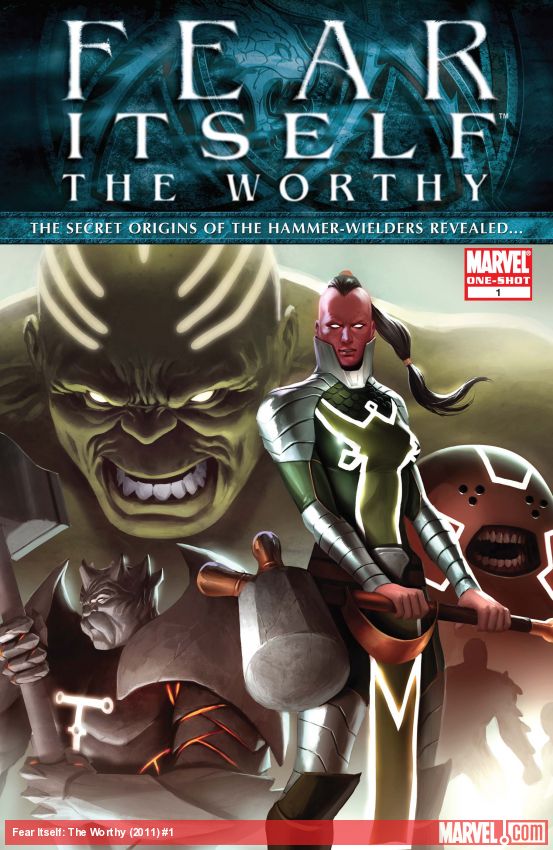 FEAR
ITSELF™
THE WORTHY
THE SECRET ORIGINS OF THE HAMMER-WIELDERS REVEALED...
MARVEL®
ONE-SHOT
1
Fear Itself: The Worthy (2011) #1
MARVEL.com